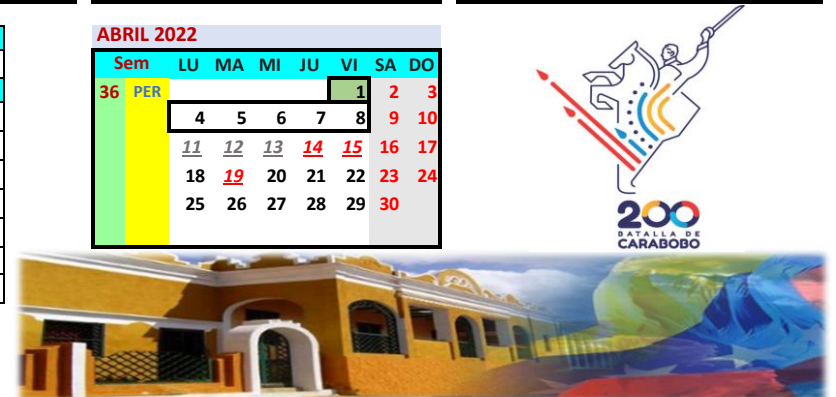 ABRIL 2022
Sem LU MA MI JU VI SA DO
36 PER 1 2 3
4 5 6 7 8 9 10
11 12 13 14 15 16 17
18 19 20 21 22 23 24
25 26 27 28 29 30
200
BATALLA DE
CARABOBO